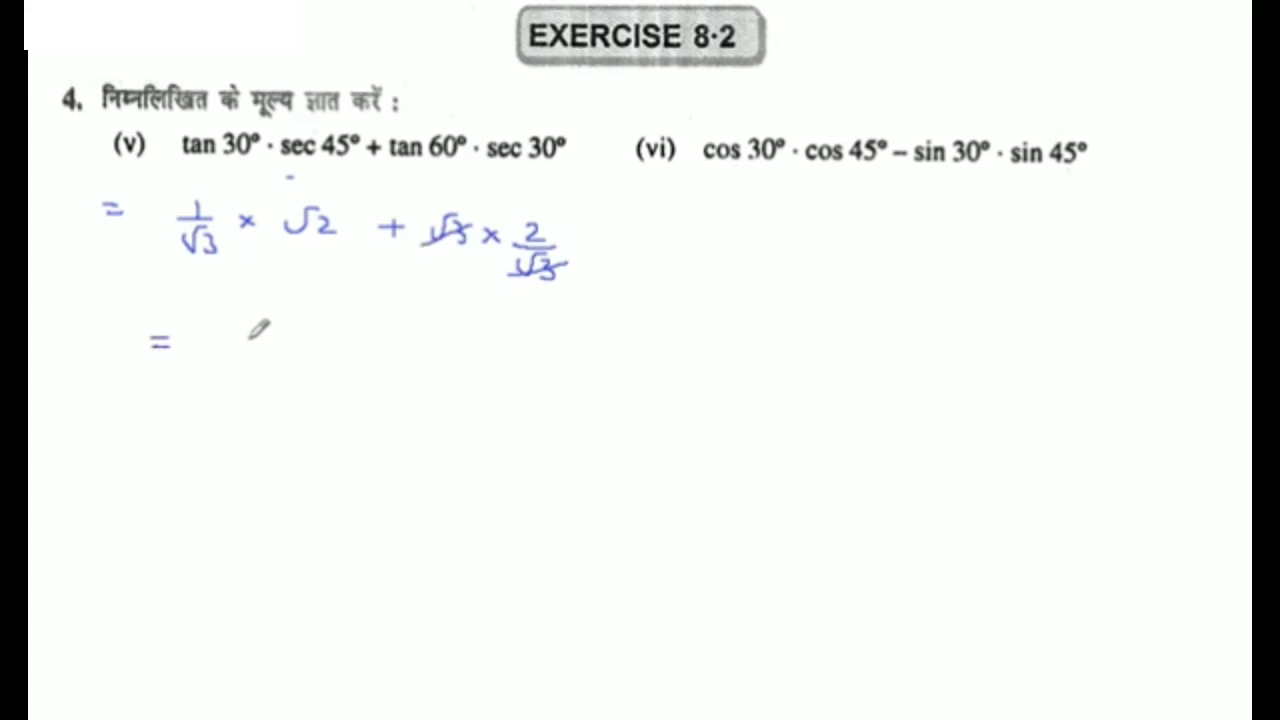 EXERCISE 8·2
4. निम्नलिखित के मूल्य ज्ञात करें :
(v) tan 30° · sec 45° + tan 60° · sec 30° (vi) cos 30° · cos 45° – sin 30° · sin 45°
= 1/√3 × √2 + √3 × 2/√3
=